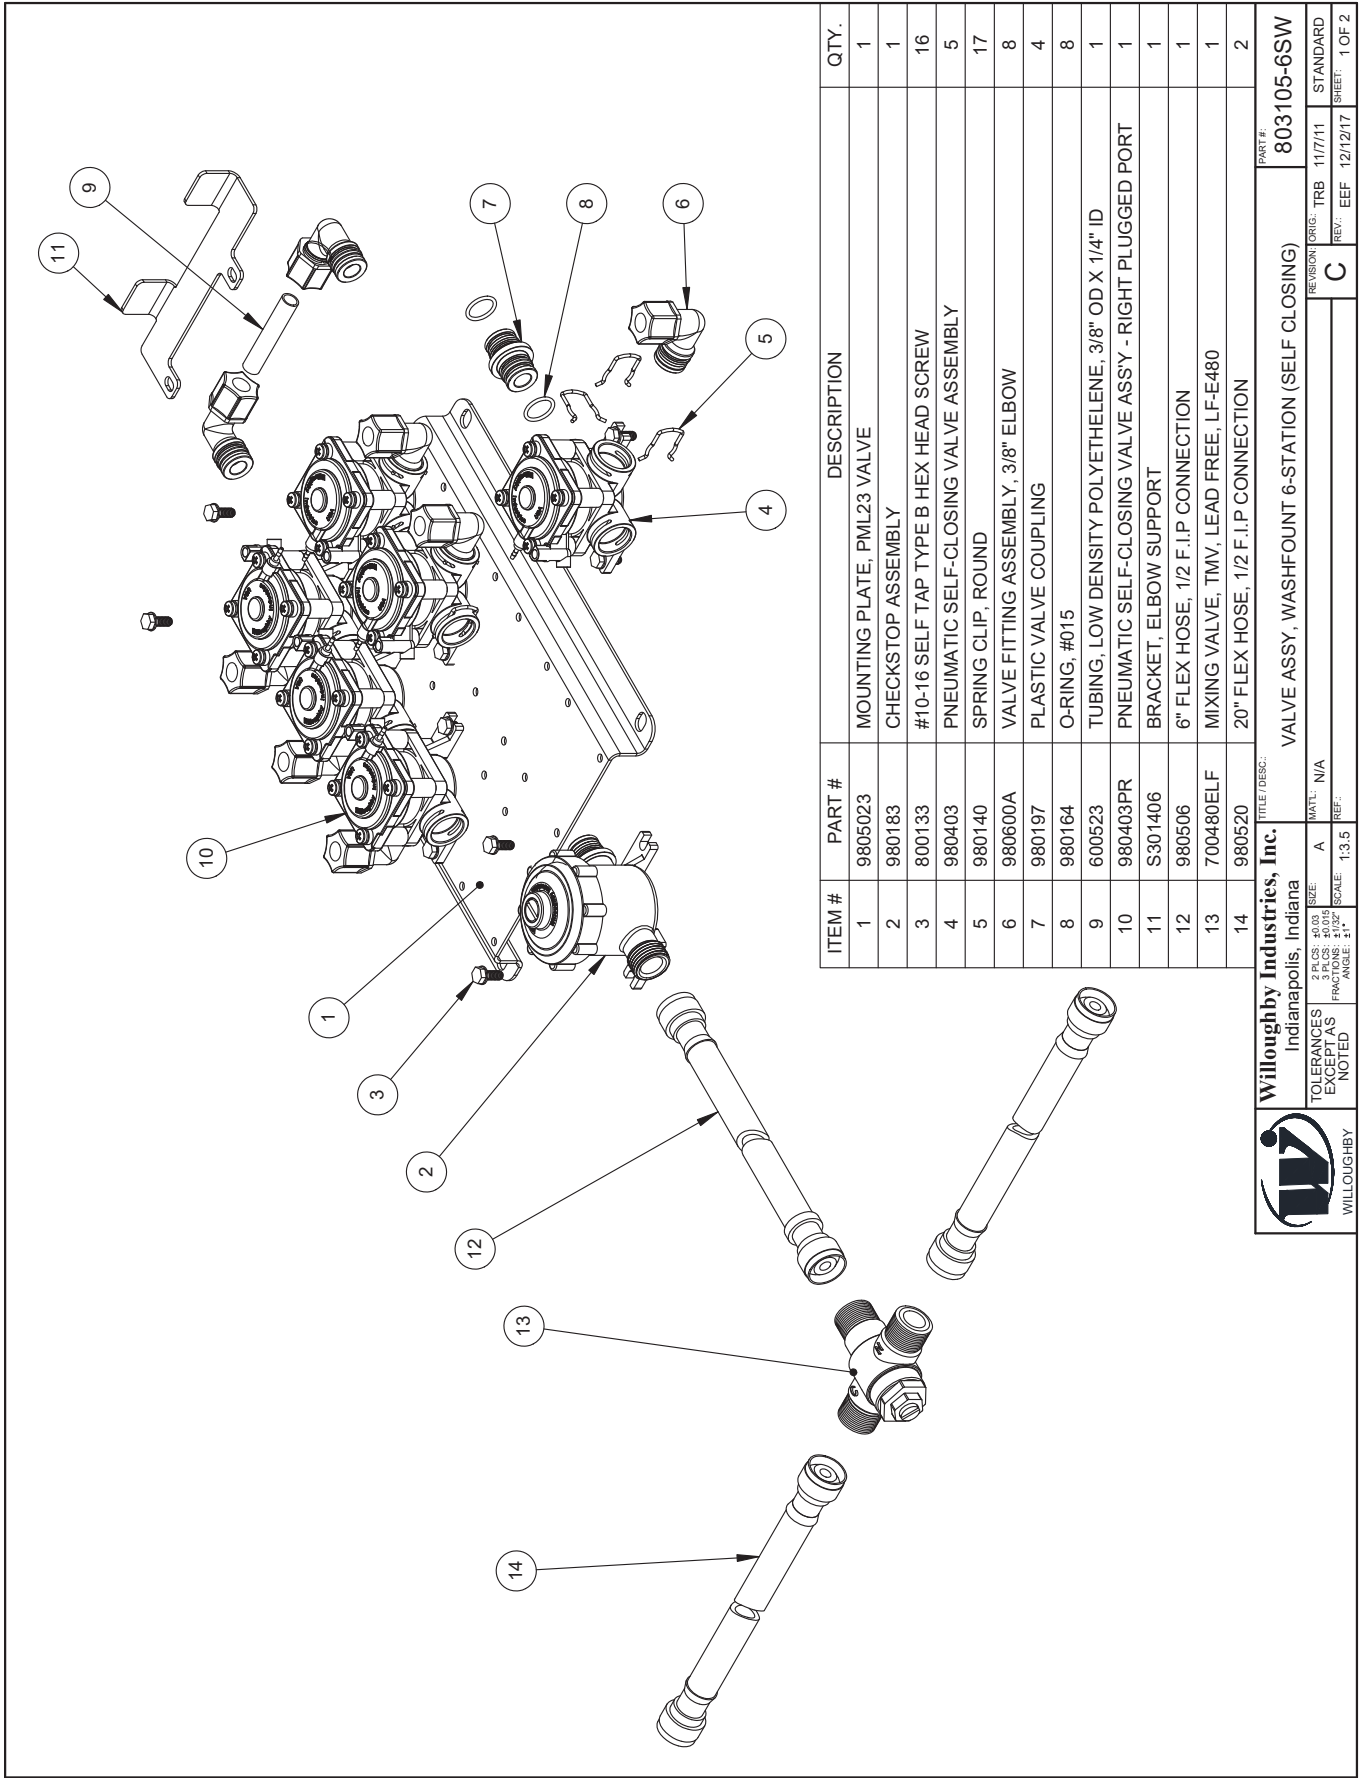 11
9
7
8
6
5
4
10
1
3
2
12
13
14
ITEM # PART # DESCRIPTION QTY.
1 980523 MOUNTING PLATE, PML23 VALVE 1
2 980183 CHECKSTOP ASSEMBLY 1
3 800133 #10-16 SELF TAP TYPE B HEX HEAD SCREW 16
4 980403 PNEUMATIC SELF-CLOSING VALVE ASSEMBLY 5
5 980140 SPRING CLIP, ROUND 17
6 980600A VALVE FITTING ASSEMBLY, 3/8" ELBOW 8
7 980197 PLASTIC VALVE COUPLING 4
8 980164 O-RING, #015 8
9 600523 TUBING, LOW DENSITY POLYETHELENE, 3/8" OD X 1/4" ID 1
10 980403PR PNEUMATIC SELF-CLOSING VALVE ASS'Y - RIGHT PLUGGED PORT 1
11 S301406 BRACKET, ELBOW SUPPORT 1
12 980506 6" FLEX HOSE, 1/2 F.I.P CONNECTION 1
13 700480ELF MIXING VALVE, TMV, LEAD FREE, LF-E480 1
14 980520 20" FLEX HOSE, 1/2 F.I.P CONNECTION 2
W
WILLOUGHBY
Willoughby Industries, Inc.
Indianapolis, Indiana
TITLE / DESC.:
VALVE ASSY, WASHFOUNT 6-STATION (SELF CLOSING)
PART #:
803105-6SW
TOLERANCES
EXCEPT AS
NOTED
2 PLCS: ±0.03
3 PLCS: ±0.015
FRACTIONS: ±1/32"
ANGLE: ±1°
SIZE: A
SCALE: 1:3.5
MATL.: N/A
REF.:
REVISION:
C
ORIG.: TRB 11/7/11
REV.: EEF 12/12/17
STANDARD
SHEET: 1 OF 2